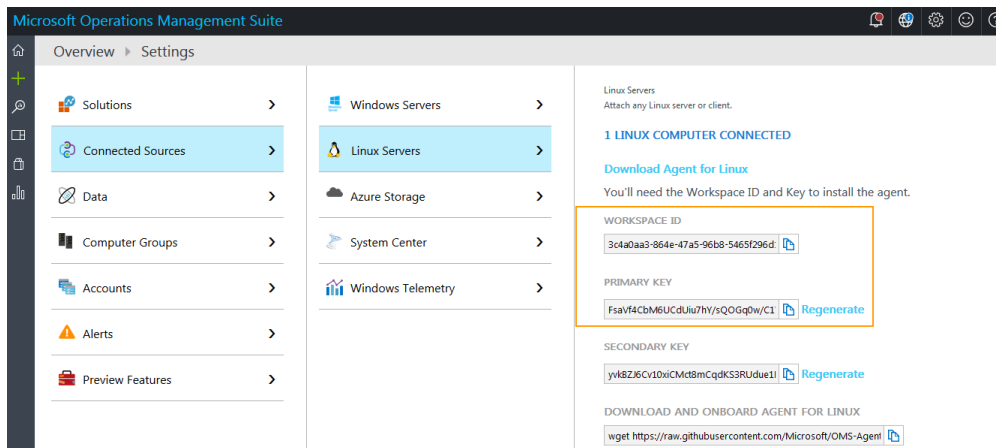 Microsoft Operations Management Suite
Overview Settings
Solutions
Connected Sources
Data
Computer Groups
Accounts
Alerts
Preview Features
Windows Servers
Linux Servers
Azure Storage
System Center
Windows Telemetry
Linux Servers
Attach any Linux server or client.
1 LINUX COMPUTER CONNECTED
Download Agent for Linux
You'll need the Workspace ID and Key to install the agent.
WORKSPACE ID
3c4a0aa3-864e-47a5-96b8-5465f296d
PRIMARY KEY
FsaVf4CbM6UCdUiu7hY/sQOGq0w/C1 Regenerate
SECONDARY KEY
yvkBZJ6Cv10xiCMct8mCqdKS3RUdue1 Regenerate
DOWNLOAD AND ONBOARD AGENT FOR LINUX
wget https://raw.githubusercontent.com/Microsoft/OMS-Agent